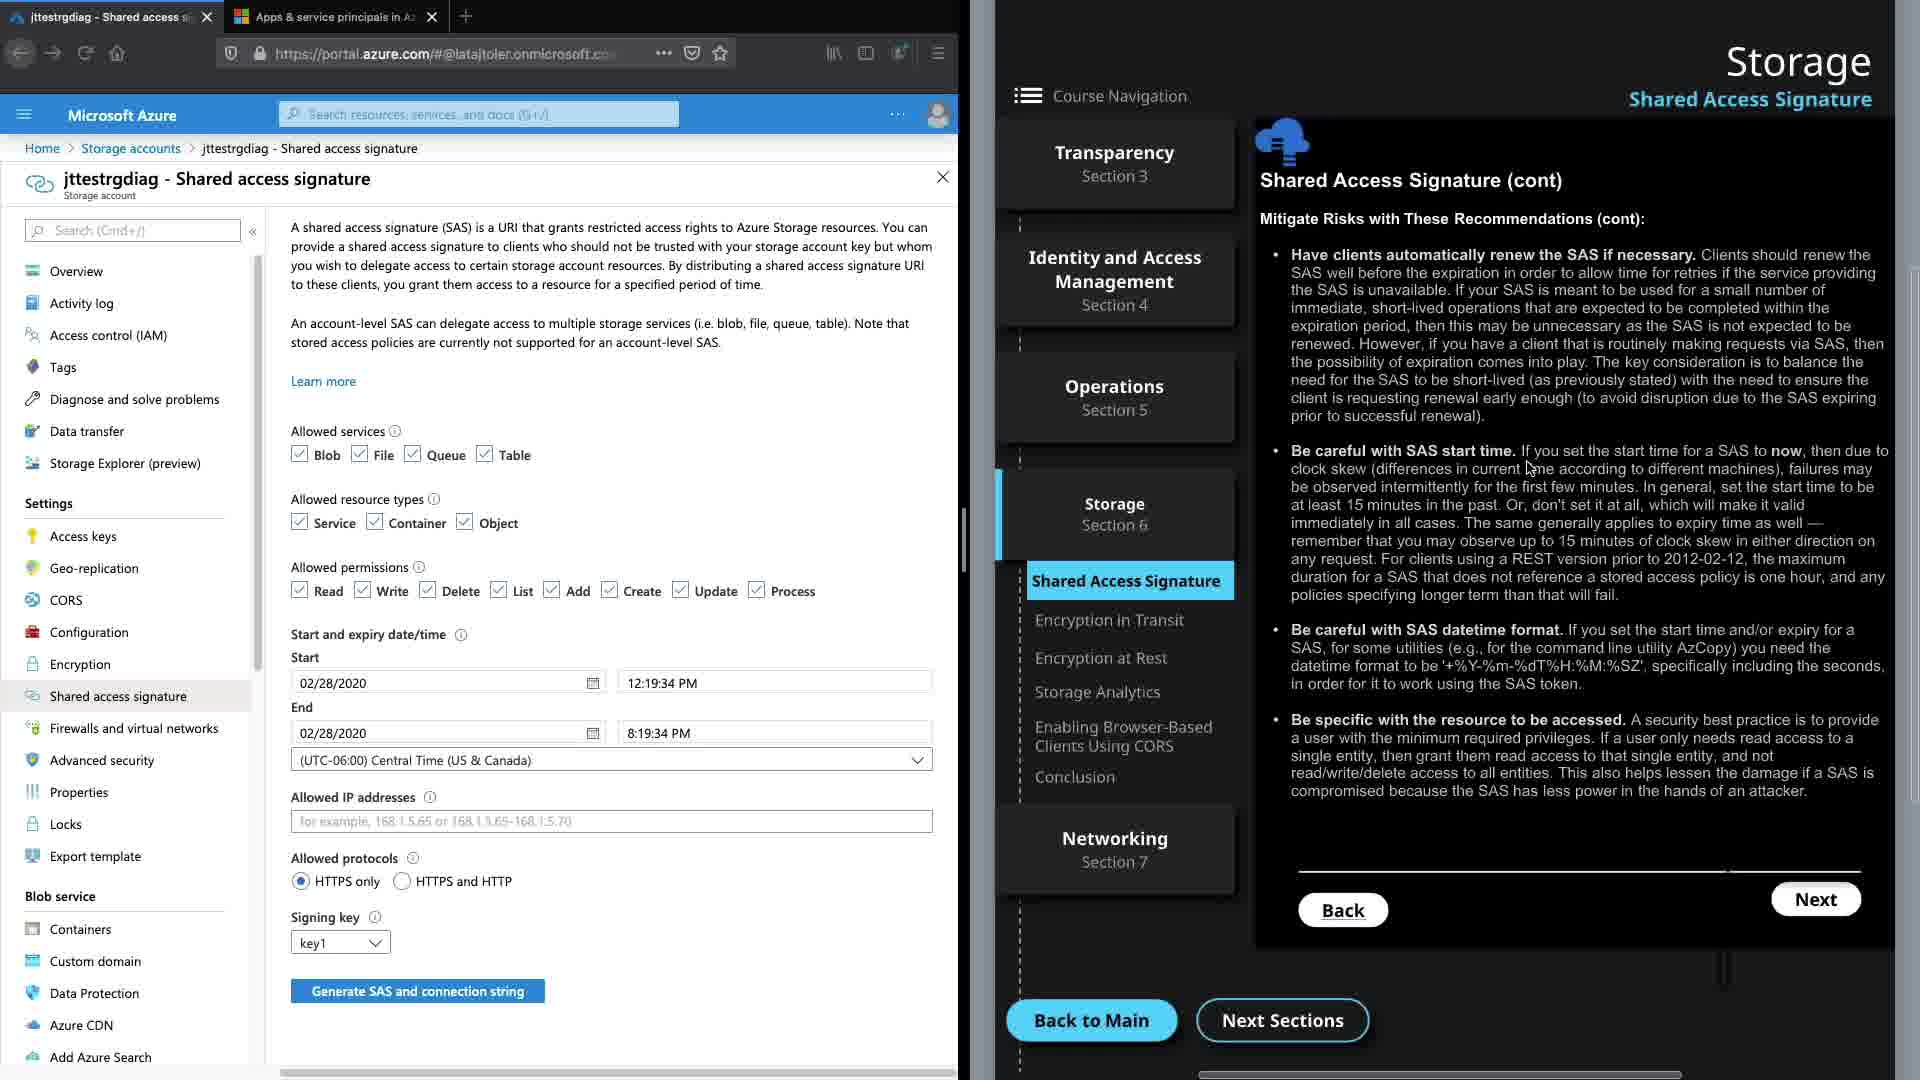 jttestrgdiag - Shared access si
Apps & service principals in Az
https://portal.azure.com/#@latajtoler.onmicrosoft.co
Microsoft Azure
Search resources, services, and docs (G+/)
Home > Storage accounts > jttestrgdiag - Shared access signature
jttestrgdiag - Shared access signature
Storage account
Search (Cmd+/)
Overview
Activity log
Access control (IAM)
Tags
Diagnose and solve problems
Data transfer
Storage Explorer (preview)
Settings
Access keys
Geo-replication
CORS
Configuration
Encryption
Shared access signature
Firewalls and virtual networks
Advanced security
Properties
Locks
Export template
Blob service
Containers
Custom domain
Data Protection
Azure CDN
Add Azure Search
A shared access signature (SAS) is a URI that grants restricted access rights to Azure Storage resources. You can
provide a shared access signature to clients who should not be trusted with your storage account key but whom
you wish to delegate access to certain storage account resources. By distributing a shared access signature URI
to these clients, you grant them access to a resource for a specified period of time.
An account-level SAS can delegate access to multiple storage services (i.e. blob, file, queue, table). Note that
stored access policies are currently not supported for an account-level SAS.
Learn more
Allowed services
Blob File Queue Table
Allowed resource types
Service Container Object
Allowed permissions
Read Write Delete List Add Create Update Process
Start and expiry date/time
Start
02/28/2020 12:19:34 PM
End
02/28/2020 8:19:34 PM
(UTC-06:00) Central Time (US & Canada)
Allowed IP addresses
for example, 168.1.5.65 or 168.1.5.65-168.1.5.70
Allowed protocols
HTTPS only HTTPS and HTTP
Signing key
key1
Generate SAS and connection string
Storage
Shared Access Signature
Course Navigation
Transparency
Section 3
Identity and Access
Management
Section 4
Operations
Section 5
Storage
Section 6
Shared Access Signature
Encryption in Transit
Encryption at Rest
Storage Analytics
Enabling Browser-Based
Clients Using CORS
Conclusion
Networking
Section 7
Back to Main
Next Sections
Shared Access Signature (cont)
Mitigate Risks with These Recommendations (cont):
• Have clients automatically renew the SAS if necessary. Clients should renew the
SAS well before the expiration in order to allow time for retries if the service providing
the SAS is unavailable. If your SAS is meant to be used for a small number of
immediate, short-lived operations that are expected to be completed within the
expiration period, then this may be unnecessary as the SAS is not expected to be
renewed. However, if you have a client that is routinely making requests via SAS, then
the possibility of expiration comes into play. The key consideration is to balance the
need for the SAS to be short-lived (as previously stated) with the need to ensure the
client is requesting renewal early enough (to avoid disruption due to the SAS expiring
prior to successful renewal).
• Be careful with SAS start time. If you set the start time for a SAS to now, then due to
clock skew (differences in current time according to different machines), failures may
be observed intermittently for the first few minutes. In general, set the start time to be
at least 15 minutes in the past. Or, don't set it at all, which will make it valid
immediately in all cases. The same generally applies to expiry time as well —
remember that you may observe up to 15 minutes of clock skew in either direction on
any request. For clients using a REST version prior to 2012-02-12, the maximum
duration for a SAS that does not reference a stored access policy is one hour, and any
policies specifying longer term than that will fail.
• Be careful with SAS datetime format. If you set the start time and/or expiry for a
SAS, for some utilities (e.g., for the command line utility AzCopy) you need the
datetime format to be '+%Y-%m-%dT%H:%M:%SZ', specifically including the seconds,
in order for it to work using the SAS token.
• Be specific with the resource to be accessed. A security best practice is to provide
a user with the minimum required privileges. If a user only needs read access to a
single entity, then grant them read access to that single entity, and not
read/write/delete access to all entities. This also helps lessen the damage if a SAS is
compromised because the SAS has less power in the hands of an attacker.
Back
Next